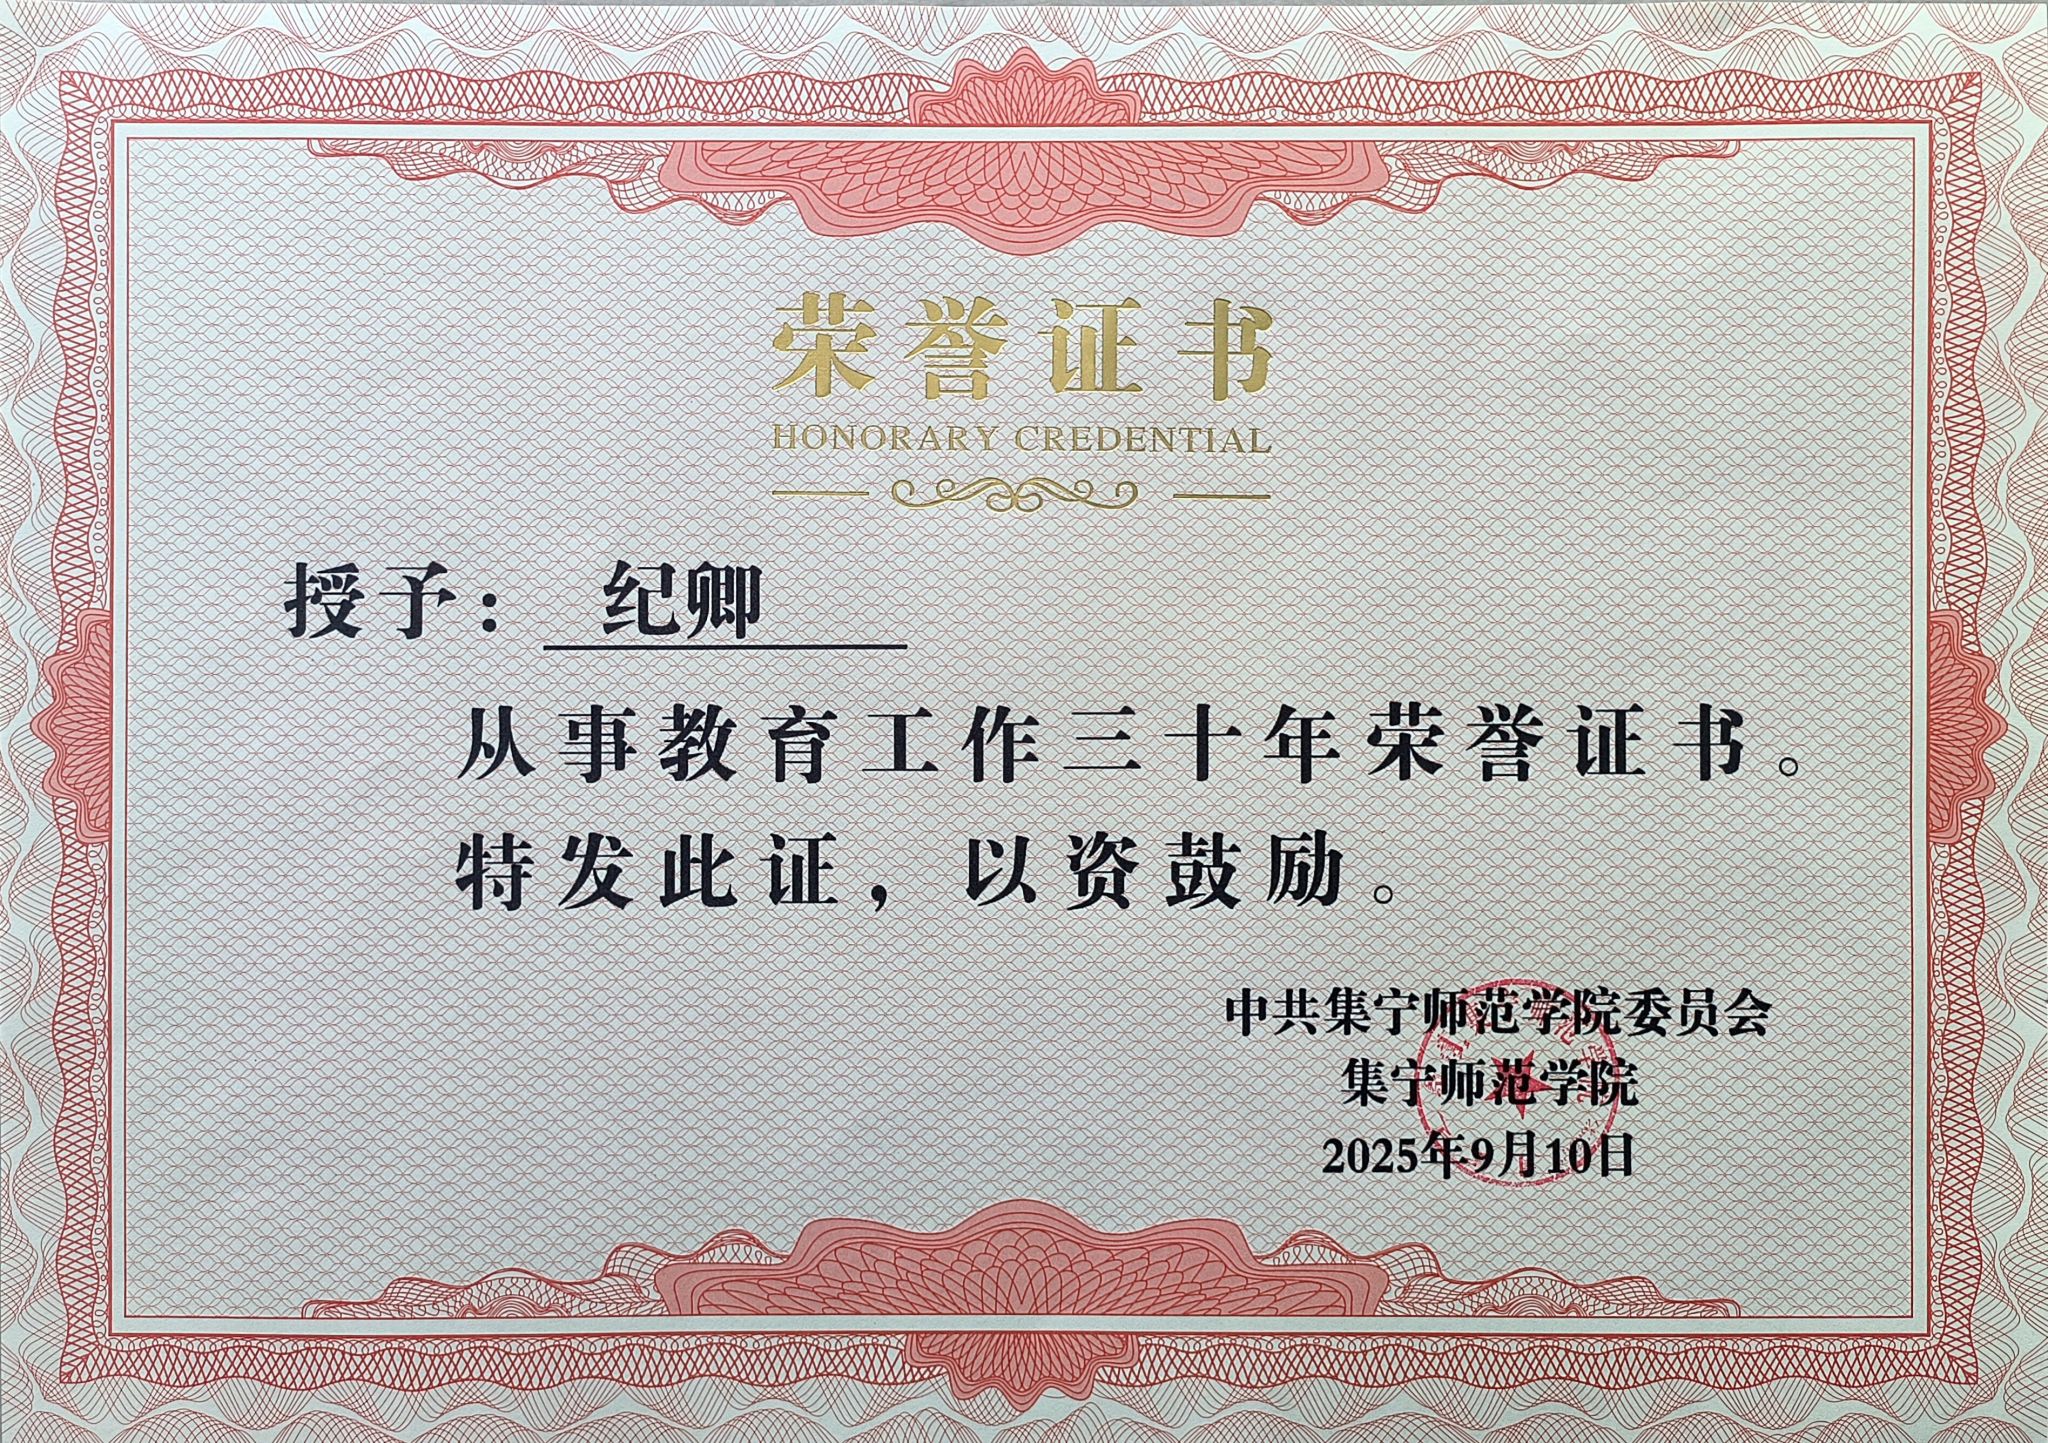 荣誉证书
HONORARY CREDENTIAL
授予：纪卿
从事教育工作三十年荣誉证书。
特发此证，以资鼓励。
中共集宁师范学院委员会
集宁师范学院
2025年9月10日